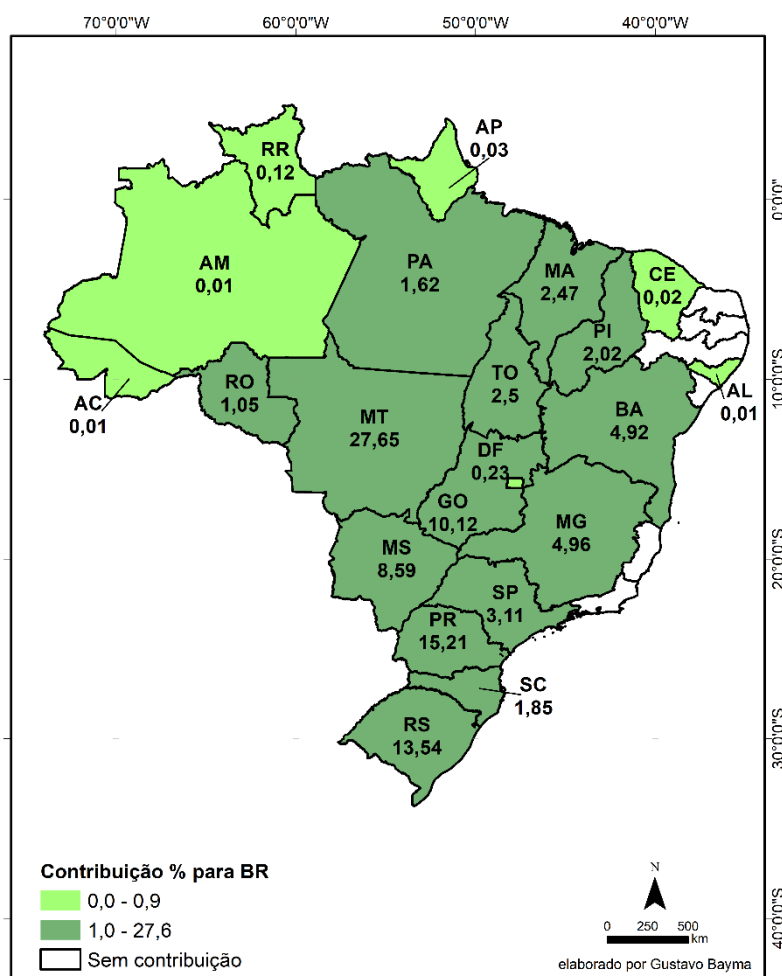 70°0'0"W 60°0'0"W 50°0'0"W 40°0'0"W
AP
0,03
RR
0,12
0°0'0"
AM
0,01
PA
1,62
MA
2,47
CE
0,02
PI
2,02
TO
2,5
10°0'0"S
AL
0,01
AC
0,01
RO
1,05
MT
27,65
BA
4,92
DF
0,23
GO
10,12
MG
4,96
MS
8,59
20°0'0"S
SP
3,11
PR
15,21
SC
1,85
RS
13,54
30°0'0"S
Contribuição % para BR
0,0 - 0,9
1,0 - 27,6
Sem contribuição
N
0 250 500
km
40°0'0"S
elaborado por Gustavo Bayma